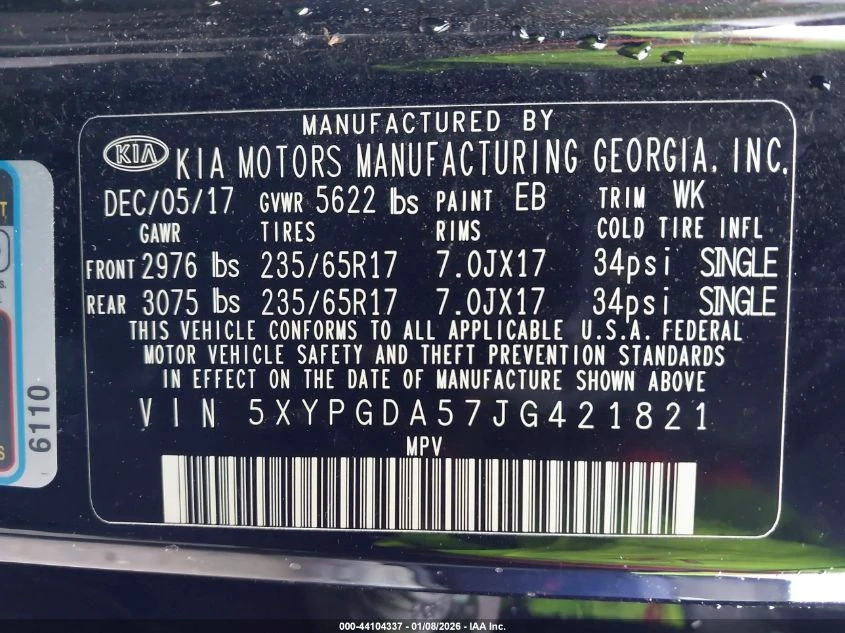 MANUFACTURED BY
KIA KIA MOTORS MANUFACTURING GEORGIA, INC.
DEC/05/17 GVWR 5622 lbs PAINT EB TRIM WK
GAWR TIRES RIMS COLD TIRE INFL
FRONT 2976 lbs 235/65R17 7.0JX17 34psi SINGLE
REAR 3075 lbs 235/65R17 7.0JX17 34psi SINGLE
THIS VEHICLE CONFORMS TO ALL APPLICABLE U.S.A. FEDERAL
MOTOR VEHICLE SAFETY AND THEFT PREVENTION STANDARDS
IN EFFECT ON THE DATE OF MANUFACTURE SHOWN ABOVE
VIN 5XYPGDA57JG421821
MPV
6110
000-44104337 - 01/08/2026 - IAA Inc.